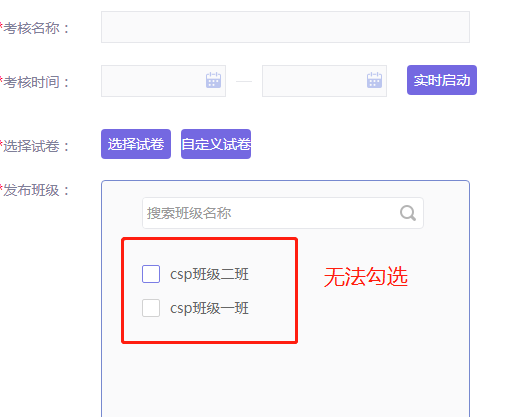 *考核名称：
*考核时间： — 实时启动
*选择试卷： 选择试卷 自定义试卷
*发布班级：
搜索班级名称
csp班级二班
无法勾选
csp班级一班